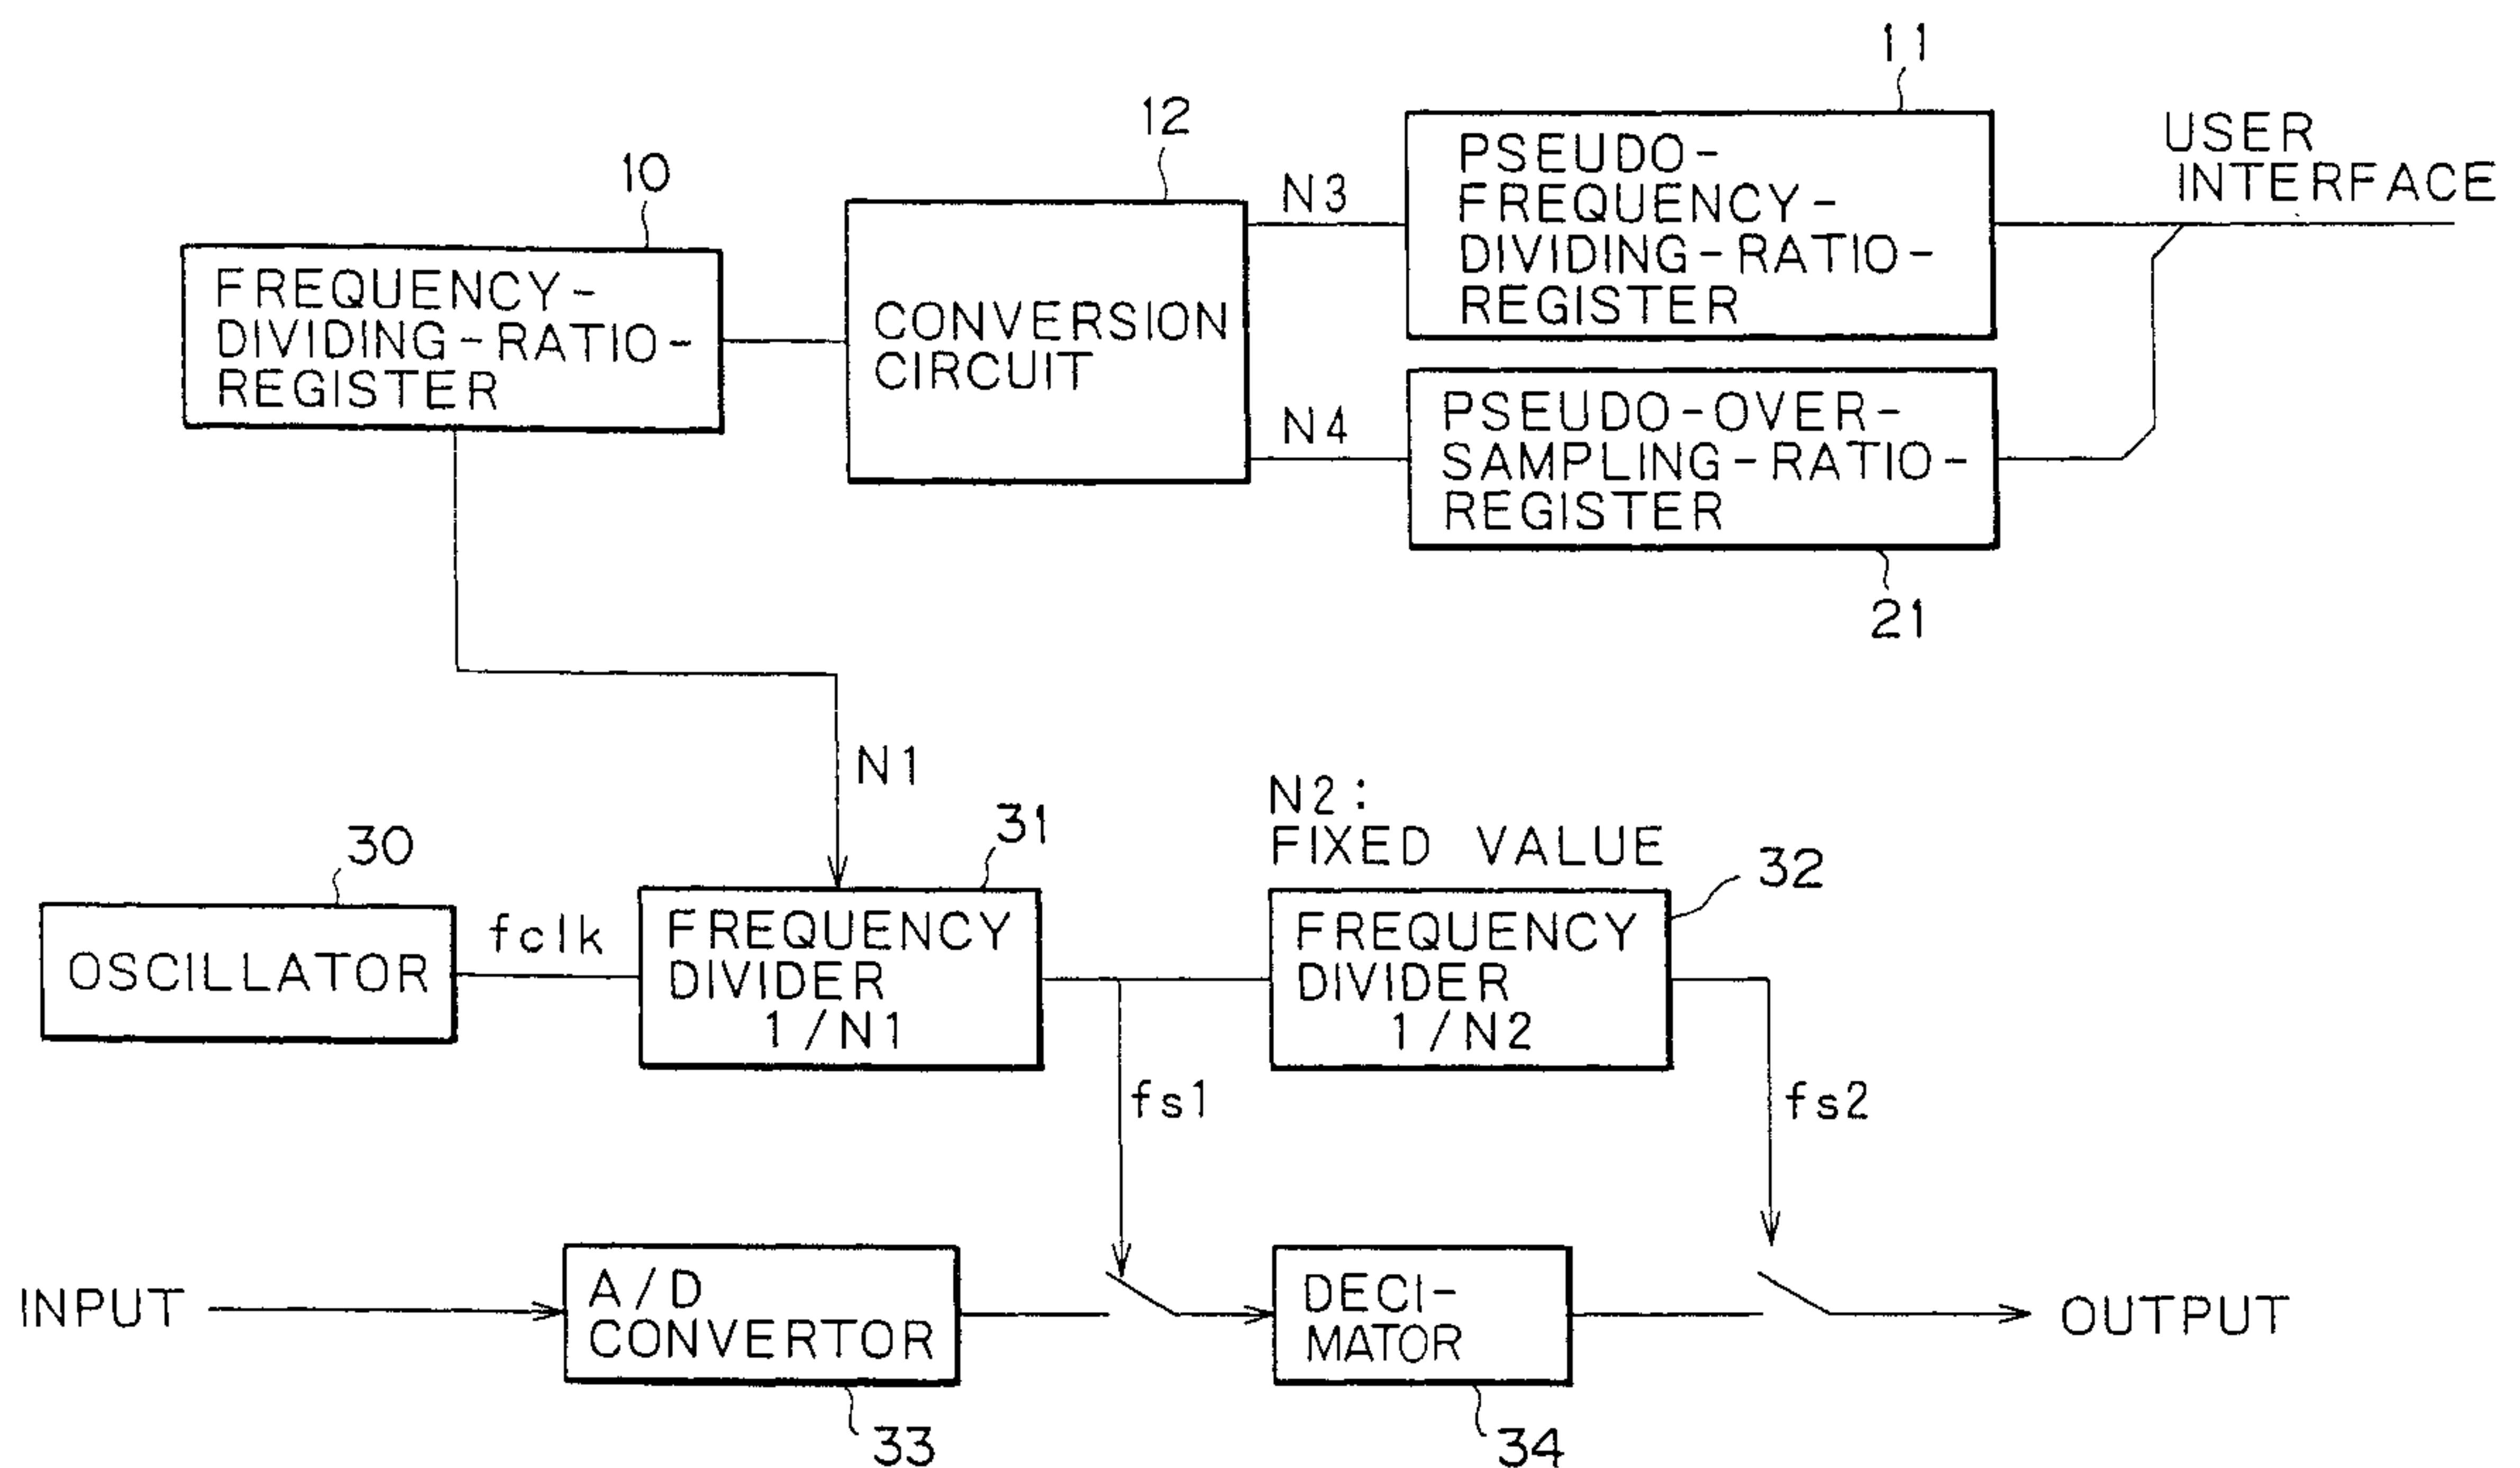 11
12
10
PSEUDO-
FREQUENCY-
DIVIDING-RATIO-
REGISTER
USER
INTERFACE
N3
FREQUENCY-
DIVIDING-RATIO-
REGISTER
CONVERSION
CIRCUIT
N4
PSEUDO-OVER-
SAMPLING-RATIO-
REGISTER
21
N1
N2:
FIXED VALUE
30
31
32
OSCILLATOR
fclk
FREQUENCY
DIVIDER
1/N1
FREQUENCY
DIVIDER
1/N2
fs1
fs2
INPUT
A/D
CONVERTOR
DECI-
MATOR
OUTPUT
33
34